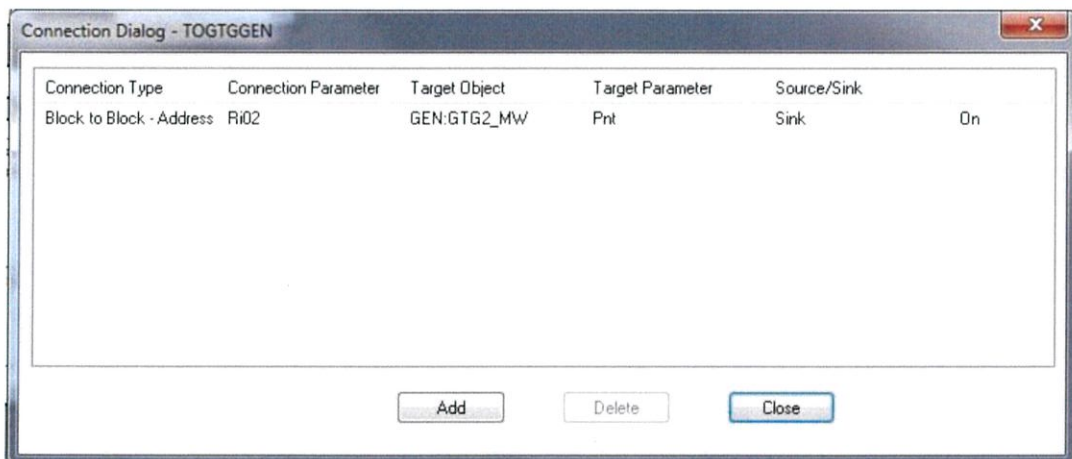 Connection Dialog - TOGTGGEN
Connection Type Connection Parameter Target Object Target Parameter Source/Sink
Block to Block - Address Ri02 GEN:GTG2_MW Pnt Sink On
Add Delete Close